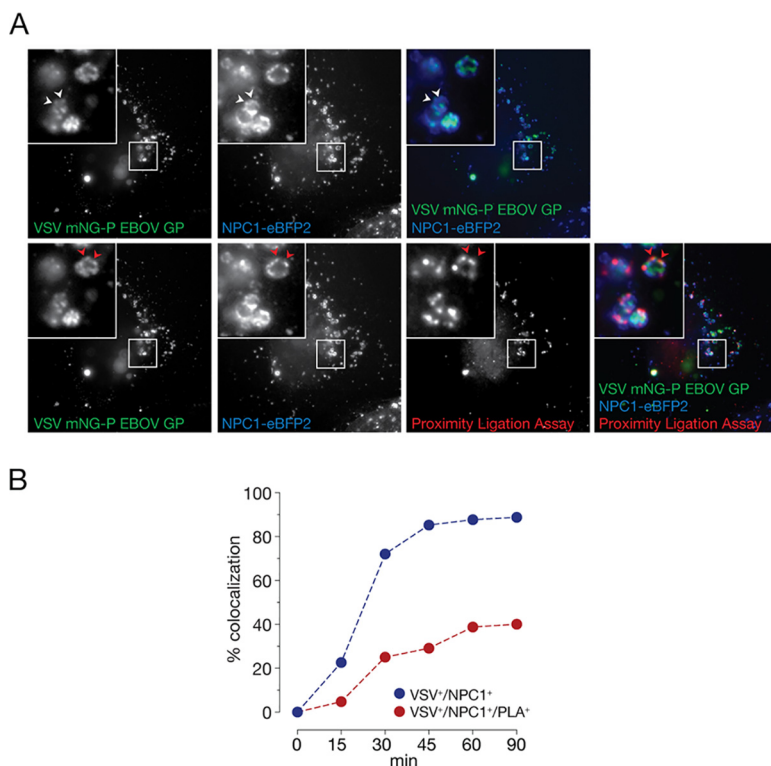 A
VSV mNG-P EBOV GP
NPC1-eBFP2
VSV mNG-P EBOV GP
NPC1-eBFP2
VSV mNG-P EBOV GP
NPC1-eBFP2
Proximity Ligation Assay
VSV mNG-P EBOV GP
NPC1-eBFP2
Proximity Ligation Assay
B
100
80
60
40
20
0
% colocalization
VSV⁺/NPC1⁺
VSV⁺/NPC1⁺/PLA⁺
0 15 30 45 60 90
min